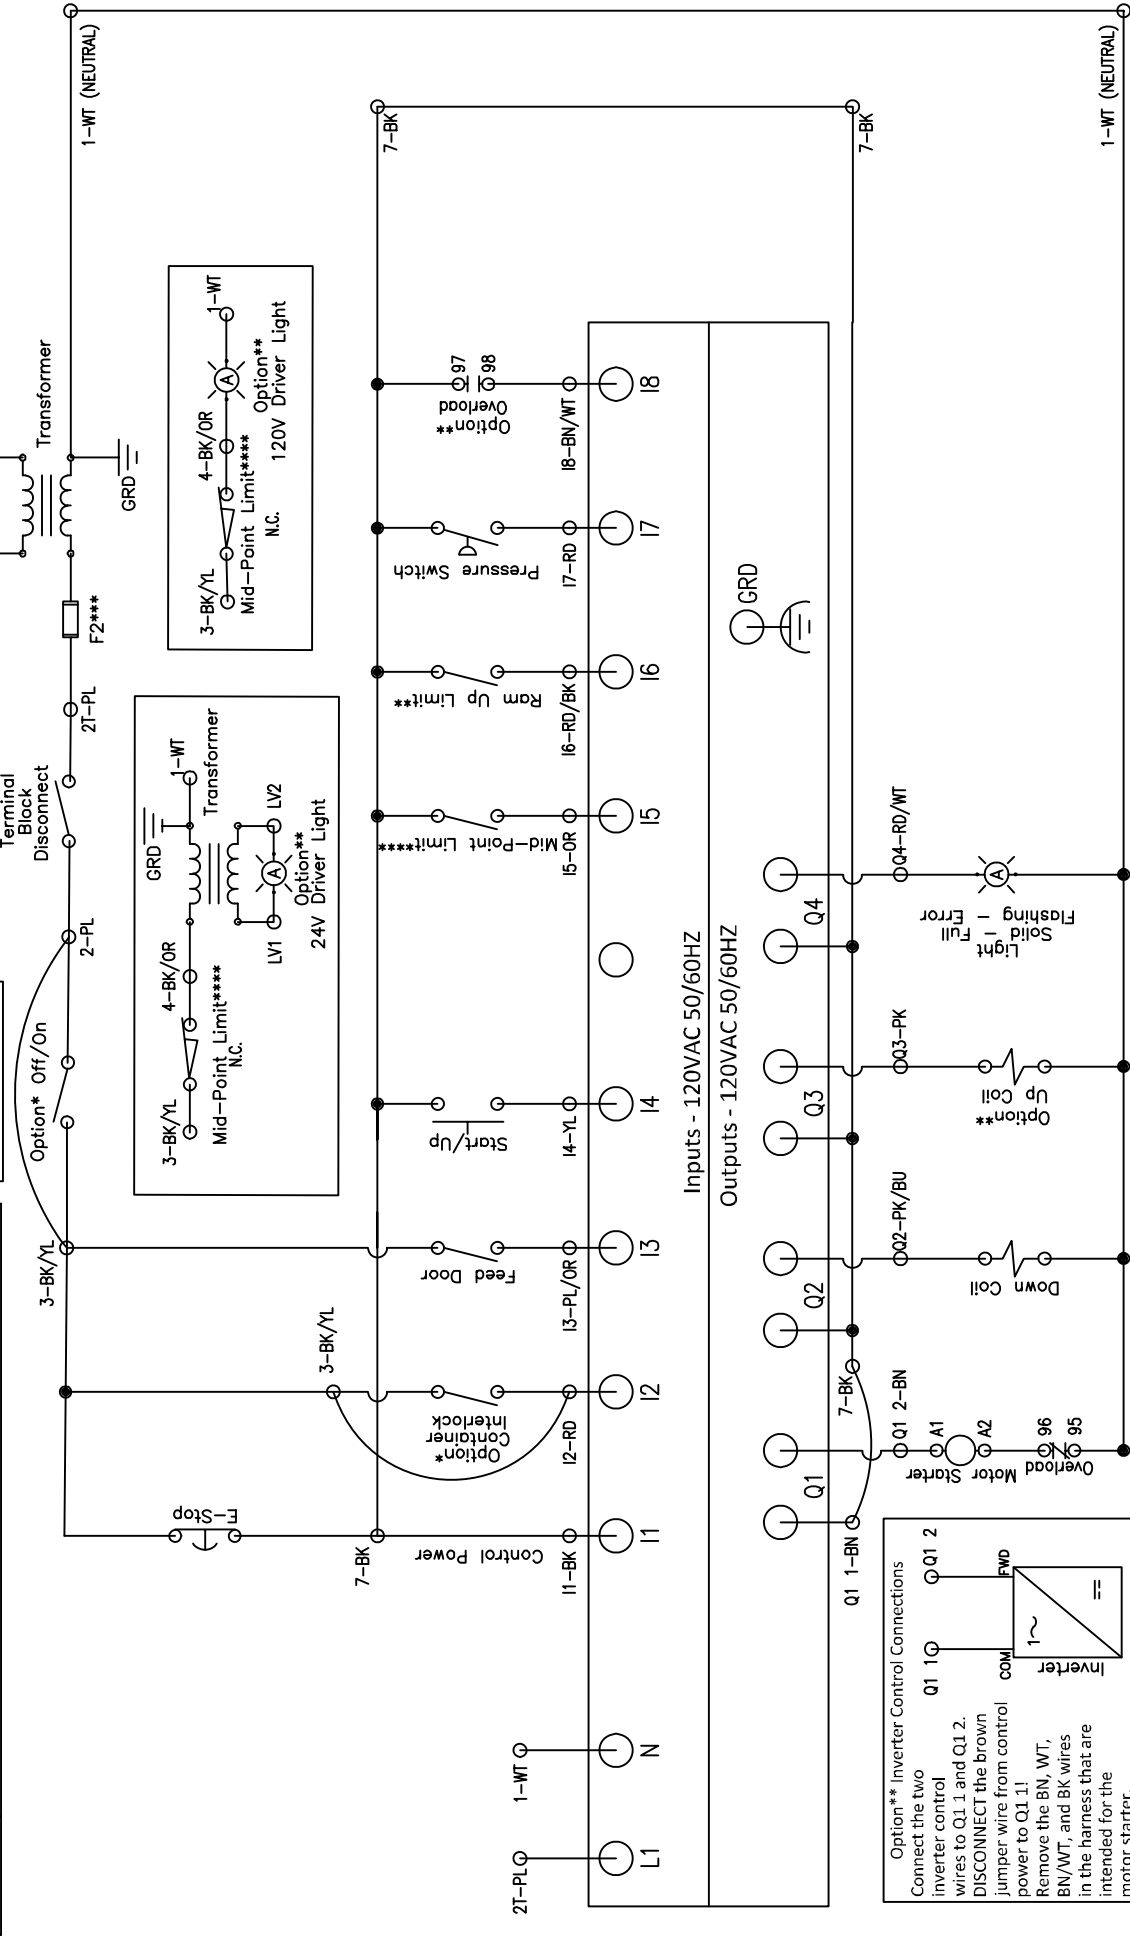 1-WT (NEUTRAL)
Transformer
GRD
F2***
2T-PL
Terminal
Block
Disconnect
2-PL
Option* Off/On
3-BK/YL
3-BK/YL
Mid-Point Limit****
N.C.
4-BK/OR
Option**
120V Driver Light
1-WT
3-BK/YL
Mid-Point Limit****
N.C.
4-BK/OR
GRD
1-WT
Transformer
LV1
LV2
Option**
24V Driver Light
E-Stop
7-BK
Control Power
I1-BK
I1
3-BK/YL
Option*
Container
Interlock
I2-RD
I2
Feed Door
I3-PL/OR
I3
Start/Up
I4-YL
I4
Mid-Point Limit****
I5-OR
I5
Ram Up Limit**
I6-RD/BK
I6
Pressure Switch
I7-RD
I7
97
98
Option**
Overload
I8-BN/WT
I8
7-BK
7-BK
2T-PL
L1
1-WT
N
Inputs - 120VAC 50/60HZ
Outputs - 120VAC 50/60HZ
GRD
Q1
Q2
Q3
Q4
Q1 1-BN
7-BK
Q1 2-BN
A1
A2
Motor Starter
96
95
Overload
Q2-PK/BU
Down Coil
Q3-PK
Option**
Up Coil
Q4-RD/WT
Light
Solid - Full
Flashing - Error
1-WT (NEUTRAL)
Option** Inverter Control Connections
Connect the two
inverter control
wires to Q1 1 and Q1 2.
DISCONNECT the brown
jumper wire from control
power to Q1 1!
Remove the BN, WT,
BN/WT, and BK wires
in the harness that are
intended for the
motor starter.
Q1 1
Q1 2
COM
FWD
1~
Inverter
A
A
A